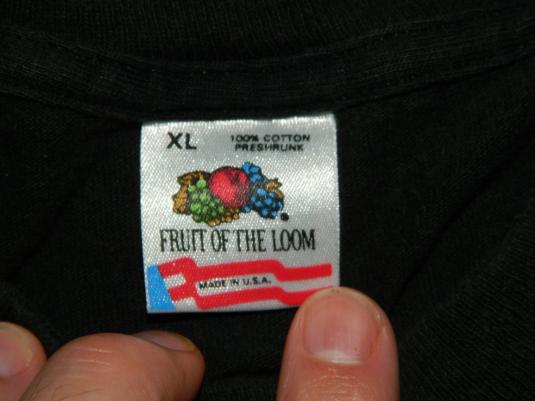 XL
100% COTTON
PRESHRUNK
FRUIT OF THE LOOM
MADE IN U.S.A.